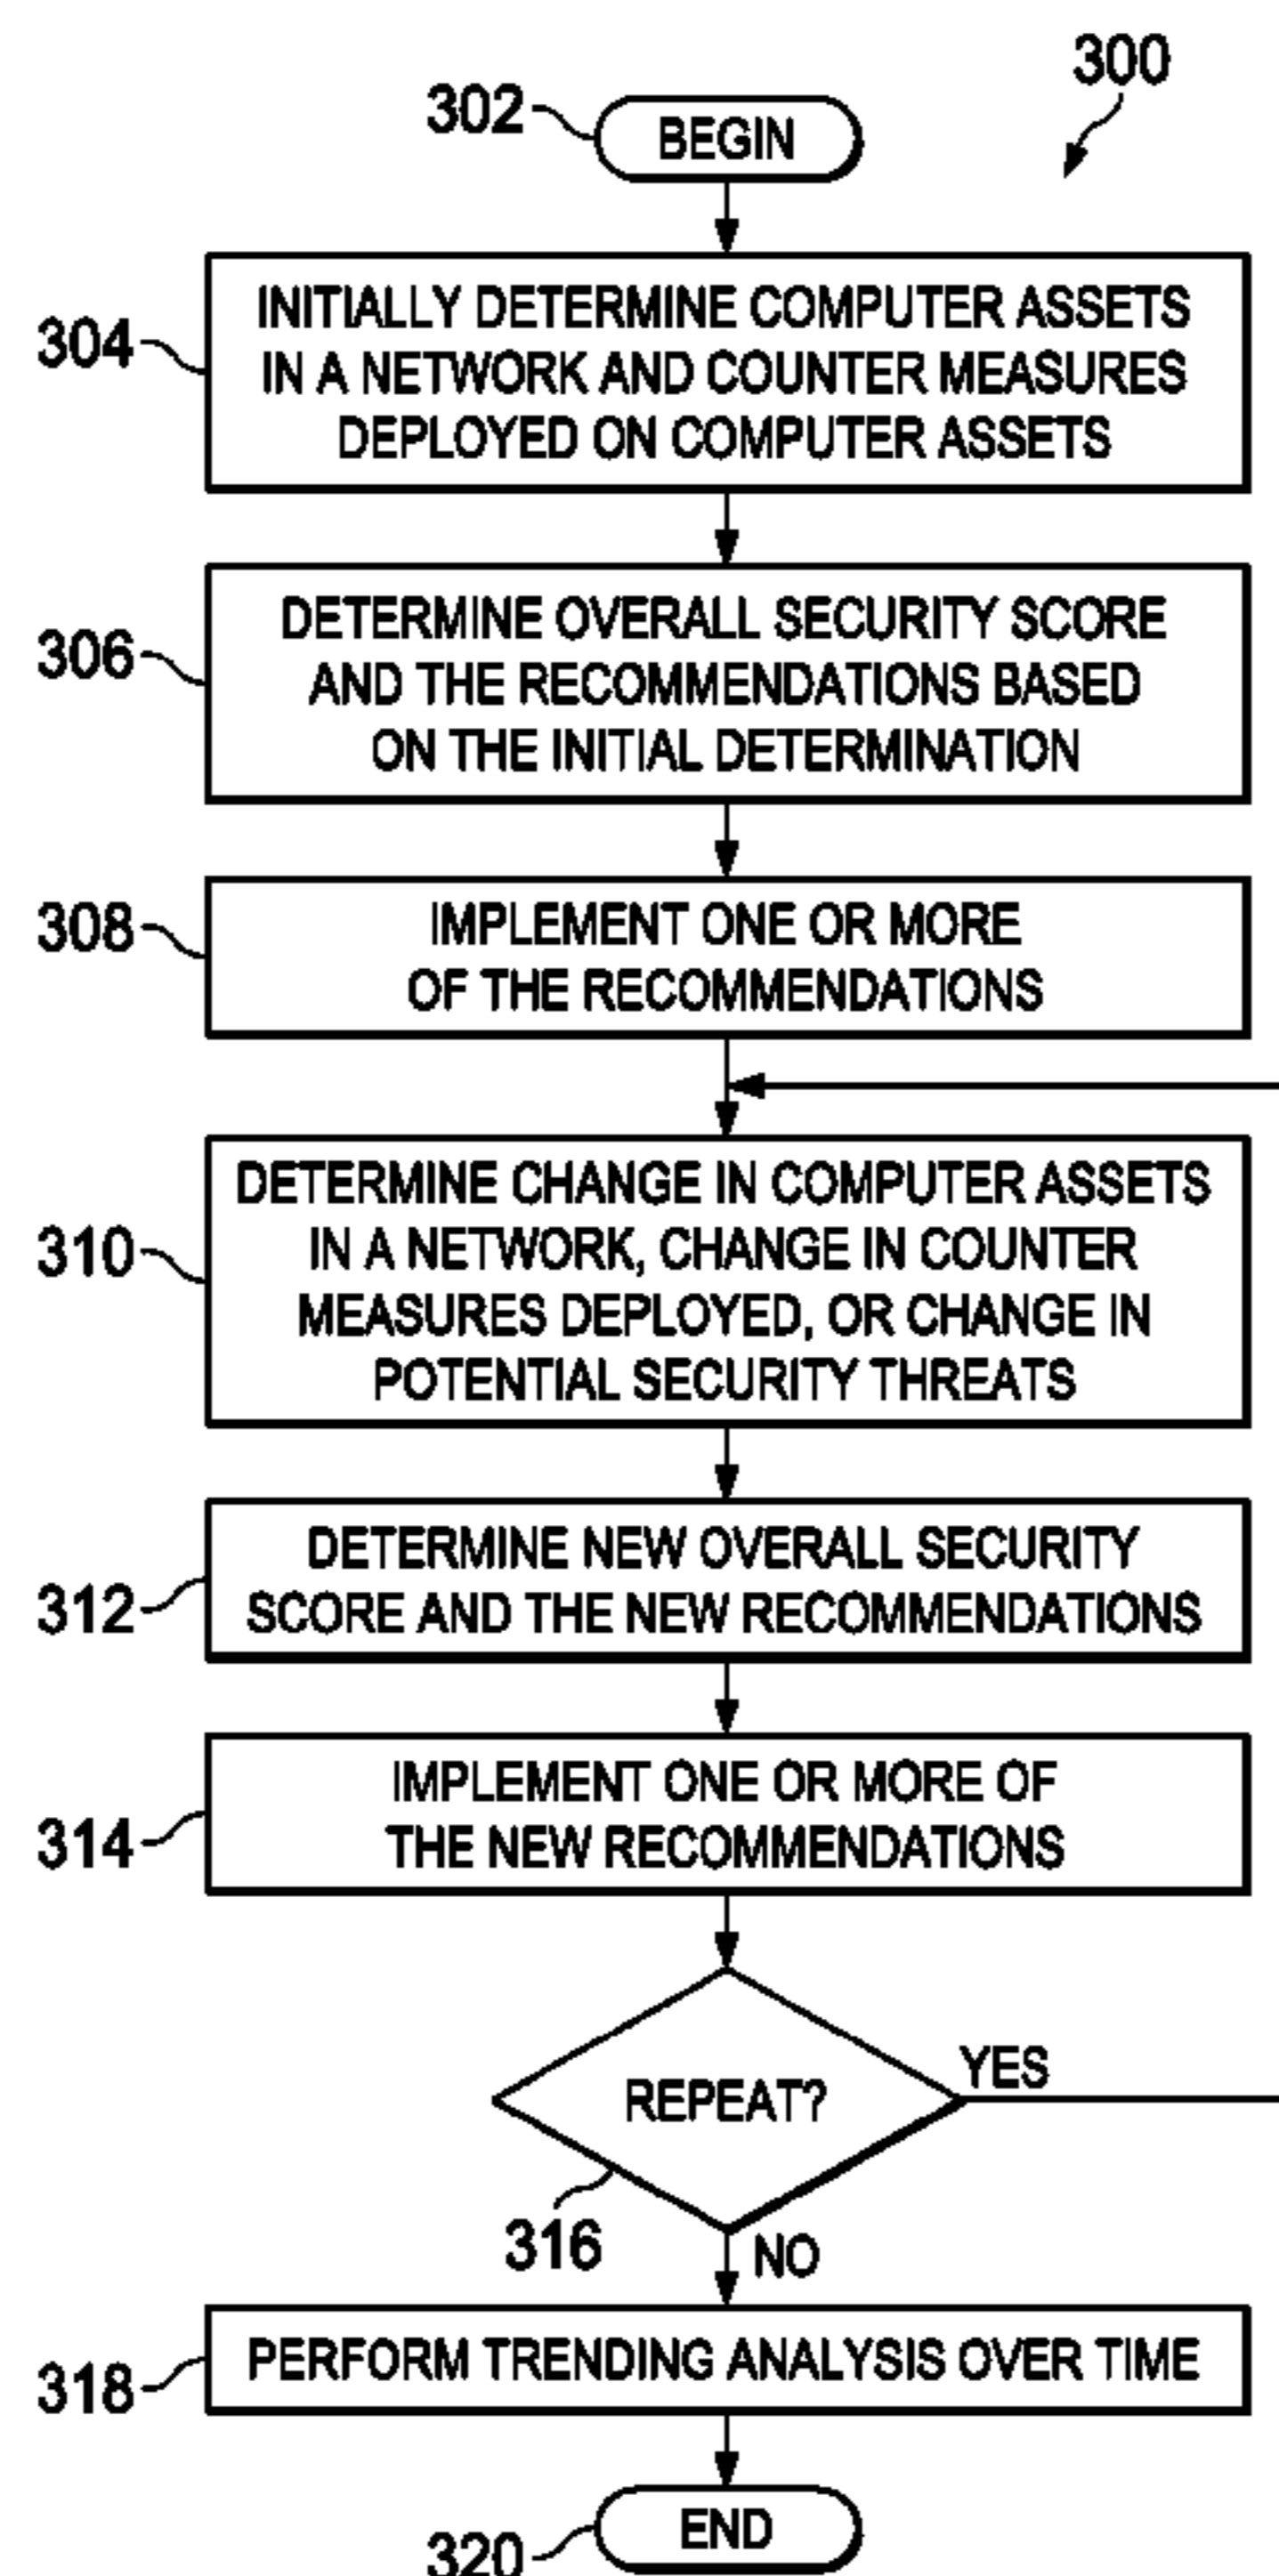 300
302
BEGIN
304
INITIALLY DETERMINE COMPUTER ASSETS
IN A NETWORK AND COUNTER MEASURES
DEPLOYED ON COMPUTER ASSETS
306
DETERMINE OVERALL SECURITY SCORE
AND THE RECOMMENDATIONS BASED
ON THE INITIAL DETERMINATION
308
IMPLEMENT ONE OR MORE
OF THE RECOMMENDATIONS
310
DETERMINE CHANGE IN COMPUTER ASSETS
IN A NETWORK, CHANGE IN COUNTER
MEASURES DEPLOYED, OR CHANGE IN
POTENTIAL SECURITY THREATS
312
DETERMINE NEW OVERALL SECURITY
SCORE AND THE NEW RECOMMENDATIONS
314
IMPLEMENT ONE OR MORE OF
THE NEW RECOMMENDATIONS
REPEAT?
YES
316
NO
318
PERFORM TRENDING ANALYSIS OVER TIME
320
END